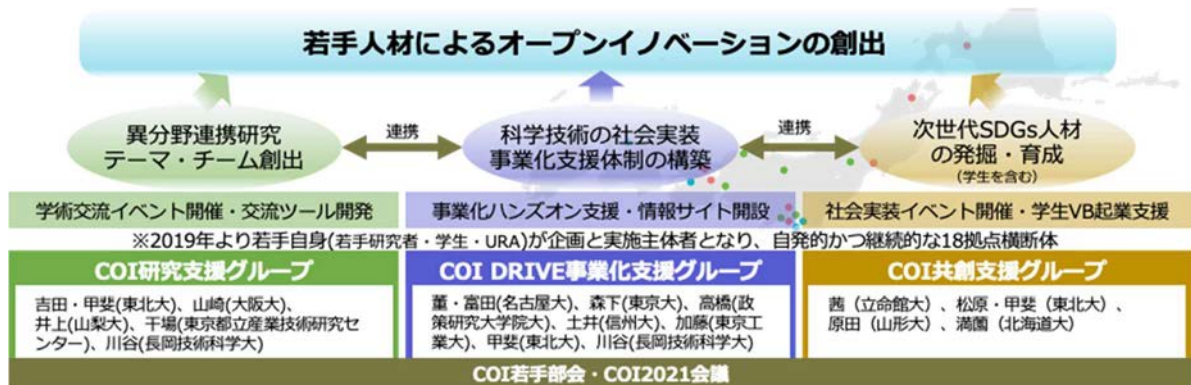 若手人材によるオープンイノベーションの創出
異分野連携研究
テーマ・チーム創出
連携
科学技術の社会実装
事業化支援体制の構築
連携
次世代SDGs人材
の発掘・育成
(学生を含む)
学術交流イベント開催・交流ツール開発
事業化ハンズオン支援・情報サイト開設
社会実装イベント開催・学生VB起業支援
※2019年より若手自身(若手研究者・学生・URA)が企画と実施主体者となり、自発的かつ継続的な18拠点横断体
COI研究支援グループ
吉田・甲斐(東北大)、山崎(大阪大)、
井上(山梨大)、干場(東京都立産業技術研究セ
ンター)、川谷(長岡技術科学大)
COI DRIVE事業化支援グループ
董・富田(名古屋大)、森下(東京大)、高橋(政
策研究大学院大)、土井(信州大)、加藤(東京工
業大)、甲斐(東北大)、川谷(長岡技術科学大)
COI共創支援グループ
茜（立命館大）、松原・甲斐（東北大）、
原田（山形大）、満薗（北海道大）
COI若手部会・COI2021会議